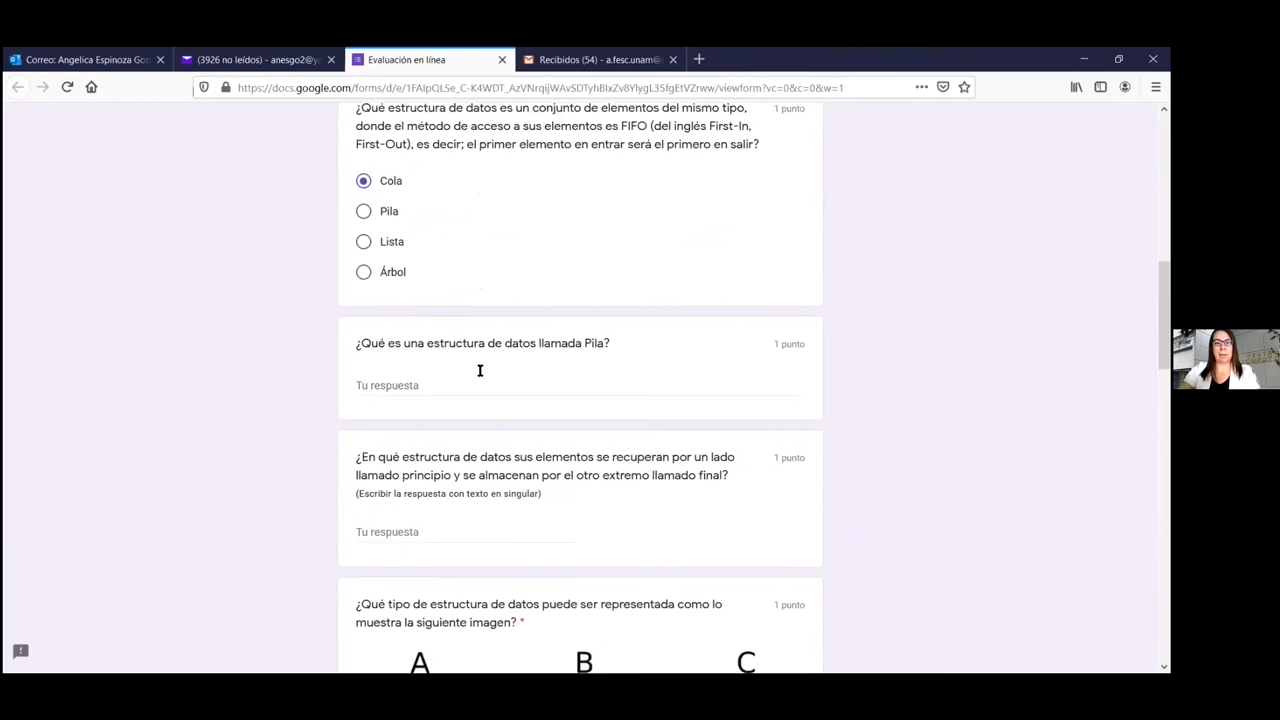 Correo: Angelica Espinoza God
(3926 no leídos) - anesgo2@ya
Evaluación en línea
Recibidos (54) - a.fesc.unam@
https://docs.google.com/forms/d/e/
viewform?vc=0&c=0&w=1
¿Qué estructura de datos es un conjunto de elementos del mismo tipo,
1 punto
donde el método de acceso a sus elementos es FIFO (del inglés First-In,
First-Out), es decir; el primer elemento en entrar será el primero en salir?
Cola
Pila
Lista
Árbol
¿Qué es una estructura de datos llamada Pila?
1 punto
Tu respuesta
¿En qué estructura de datos sus elementos se recuperan por un lado
1 punto
llamado principio y se almacenan por el otro extremo llamado final?
(Escribir la respuesta con texto en singular)
Tu respuesta
¿Qué tipo de estructura de datos puede ser representada como lo
1 punto
muestra la siguiente imagen? *
A B C